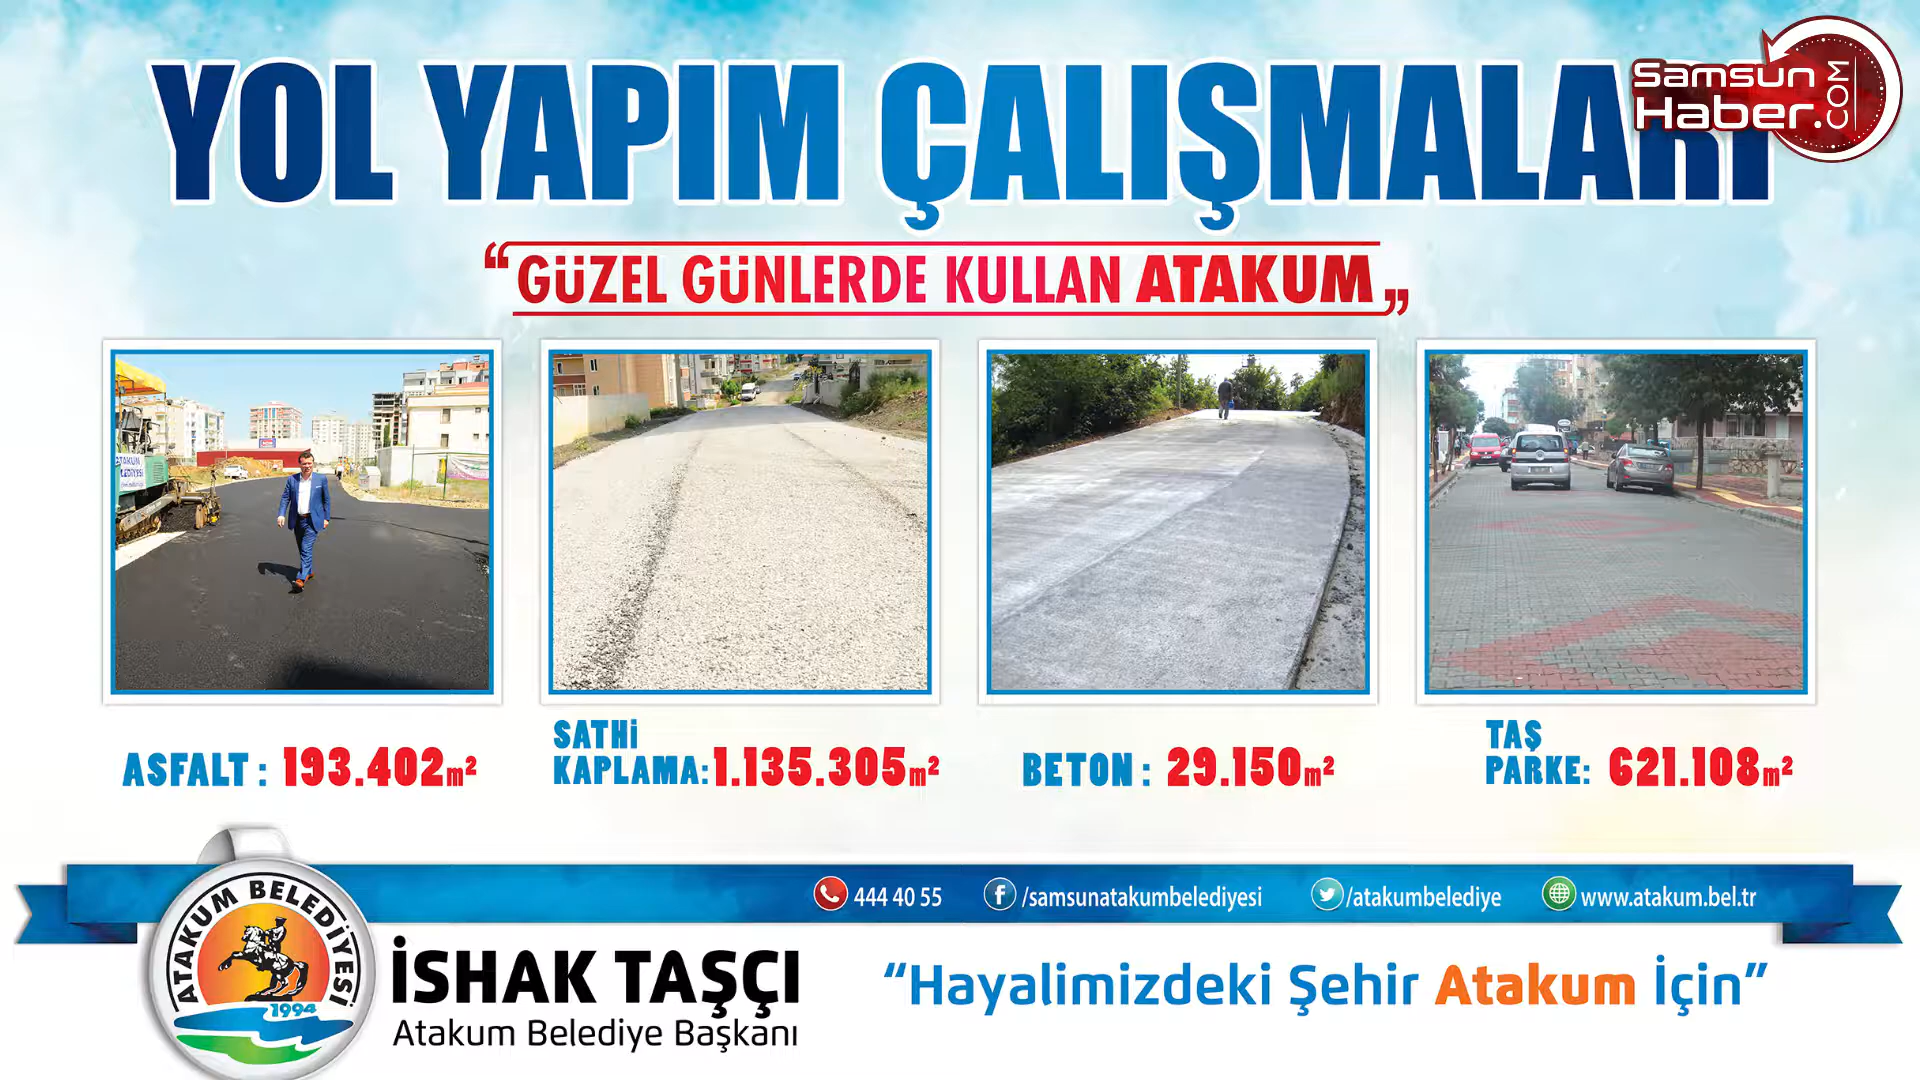 YOL YAPIM ÇALIŞMALARI
Samsun
Haber.COM
“GÜZEL GÜNLERDE KULLAN ATAKUM„
ATAKUM
ASFALT : 193.402m²
SATHİ
KAPLAMA: 1.135.305m²
BETON : 29.150m²
TAŞ
PARKE: 621.108m²
444 40 55 /samsunatakumbelediyesi /atakumbelediye www.atakum.bel.tr
ATAKUM BELEDİYESİ
1994
İSHAK TAŞÇI
Atakum Belediye Başkanı
“Hayalimizdeki Şehir Atakum İçin”